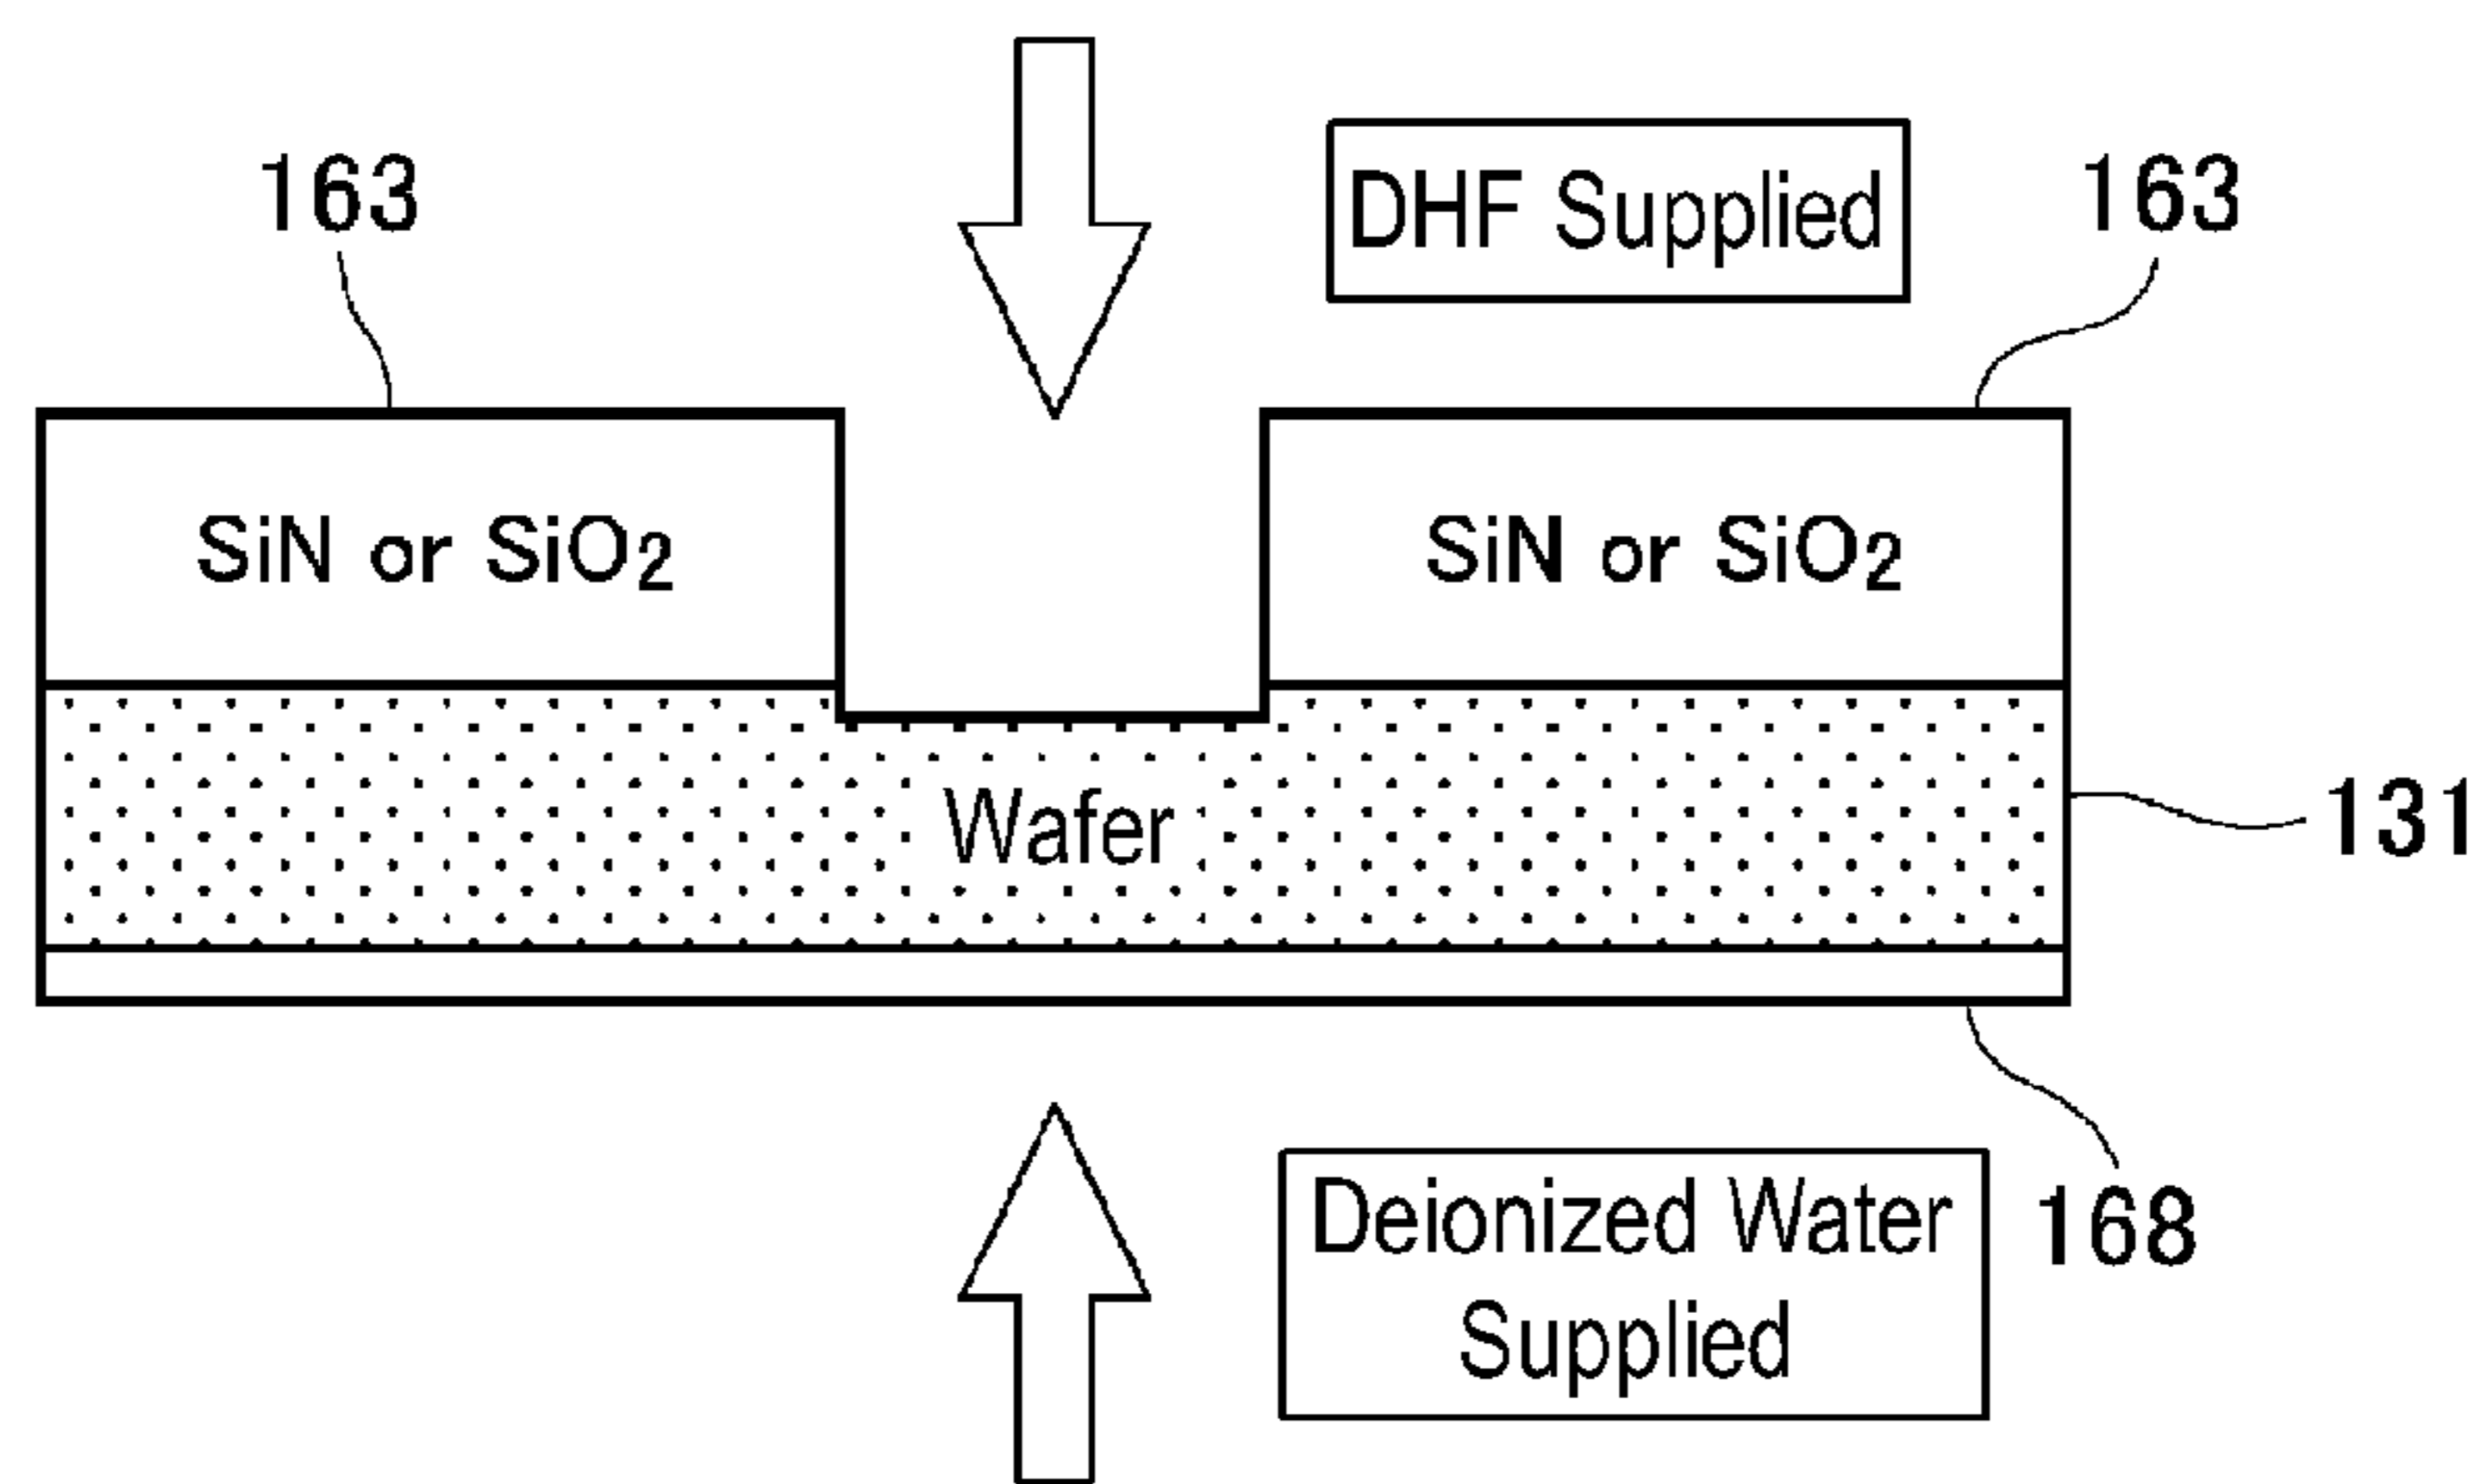 DHF Supplied
163
163
SiN or SiO2
SiN or SiO2
Wafer
131
Deionized Water
Supplied
168